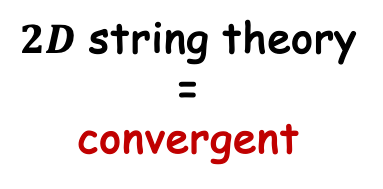 2D string theory
=
convergent